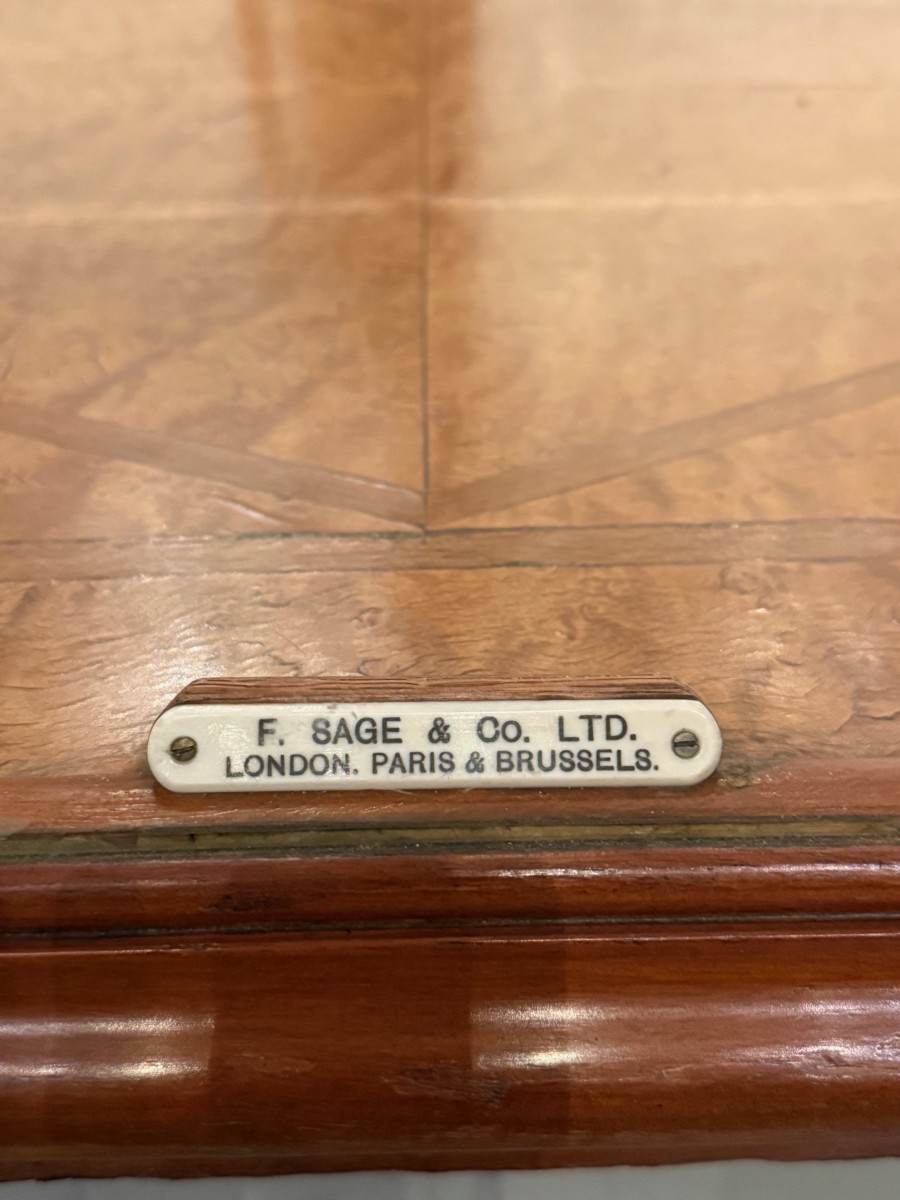 F. SAGE & Co. LTD.
LONDON. PARIS & BRUSSELS.